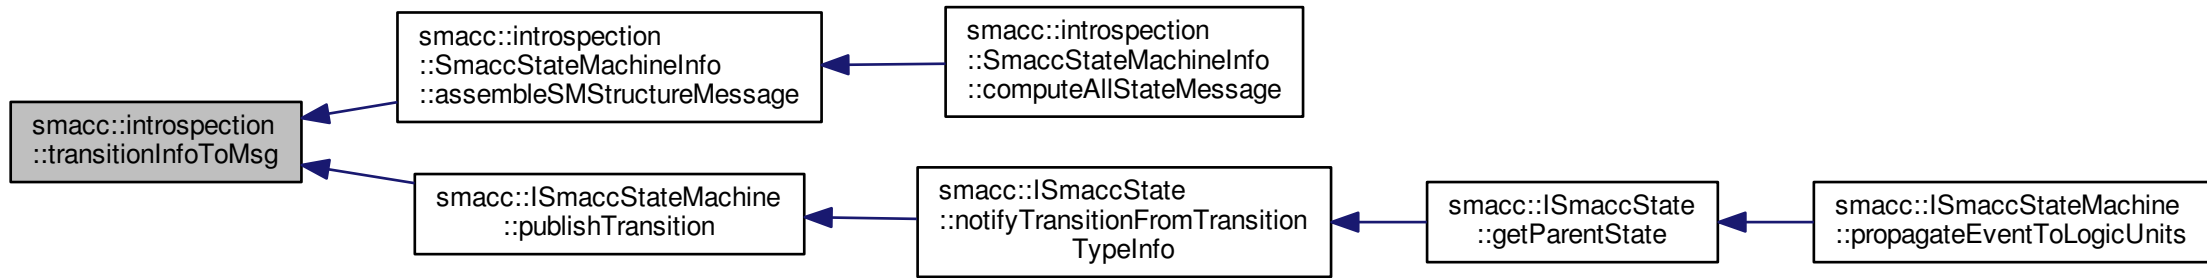 smacc::introspection
::transitionInfoToMsg
smacc::introspection
::SmaccStateMachineInfo
::assembleSMStructureMessage
smacc::introspection
::SmaccStateMachineInfo
::computeAllStateMessage
smacc::ISmaccStateMachine
::publishTransition
smacc::ISmaccState
::notifyTransitionFromTransition
TypeInfo
smacc::ISmaccState
::getParentState
smacc::ISmaccStateMachine
::propagateEventToLogicUnits